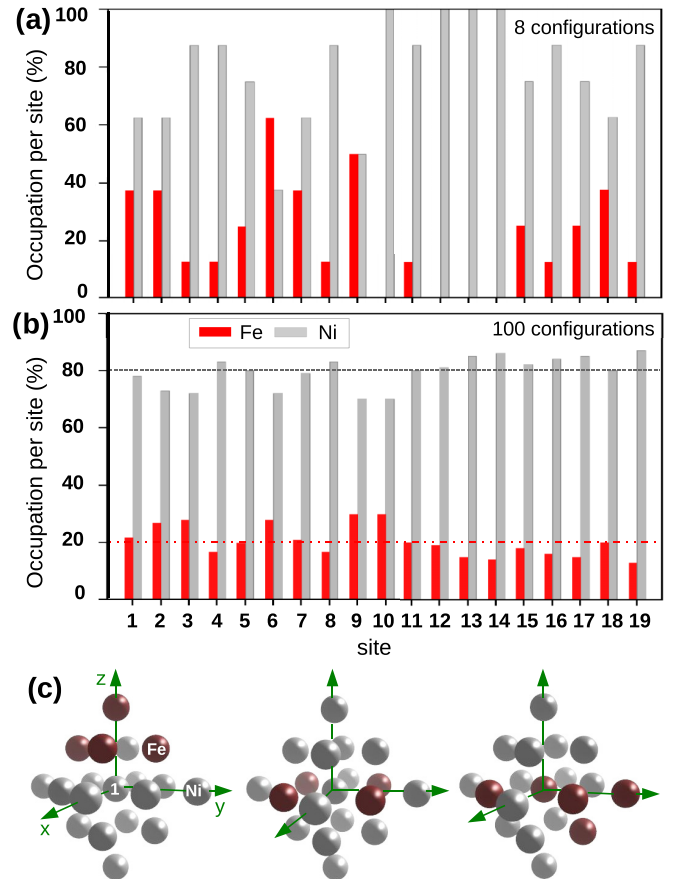 (a)
8 configurations
Occupation per site (%)
100
80
60
40
20
0
(b)
Fe Ni
100 configurations
Occupation per site (%)
100
80
60
40
20
0
1 2 3 4 5 6 7 8 9 10 11 12 13 14 15 16 17 18 19
site
(c)
z
Fe
1
Ni
x
y